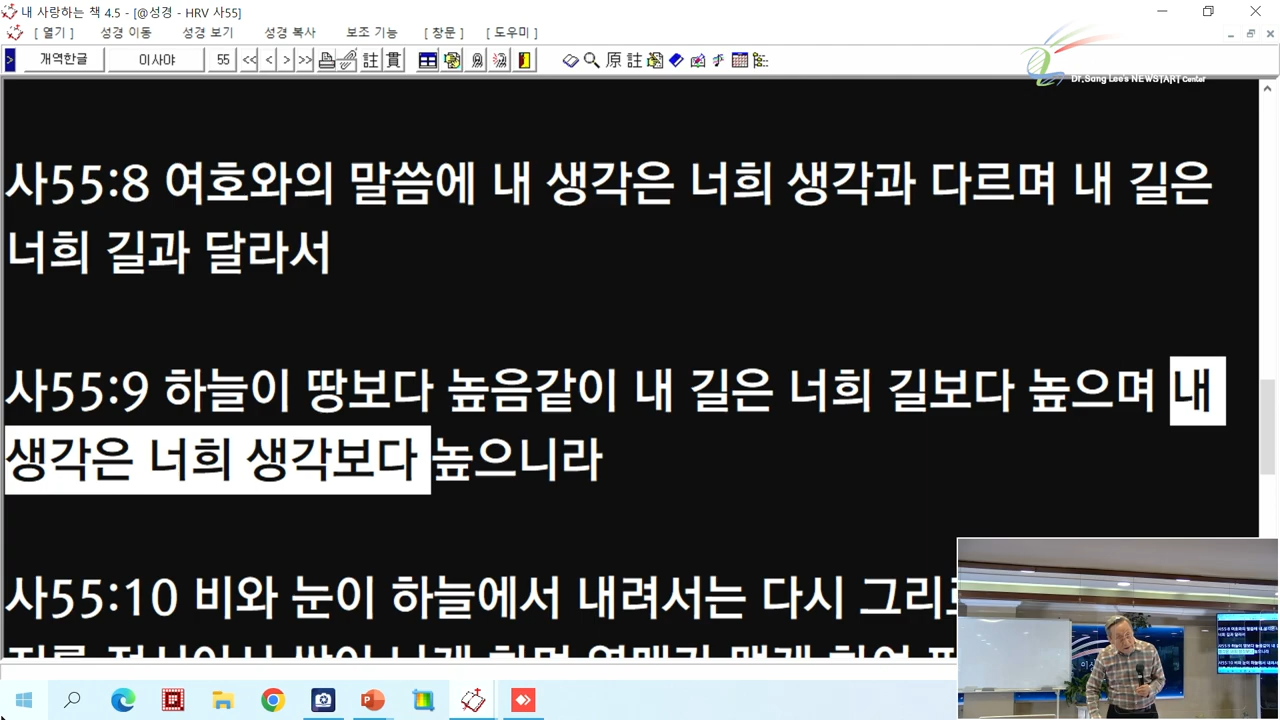 내 사랑하는 책 4.5 - [@성경 - HRV 사55]
[ 열기 ] 성경 이동 성경 보기 성경 복사 보조 기능 [ 창문 ] [ 도우미 ]
> 개역한글 이사야 55 << < > >> 註 貫 原 註
Dr.Sang Lee's NEWSTART Center
사55:8 여호와의 말씀에 내 생각은 너희 생각과 다르며 내 길은
너희 길과 달라서
사55:9 하늘이 땅보다 높음같이 내 길은 너희 길보다 높으며 내
생각은 너희 생각보다 높으니라
사55:10 비와 눈이 하늘에서 내려서는 다시 그리